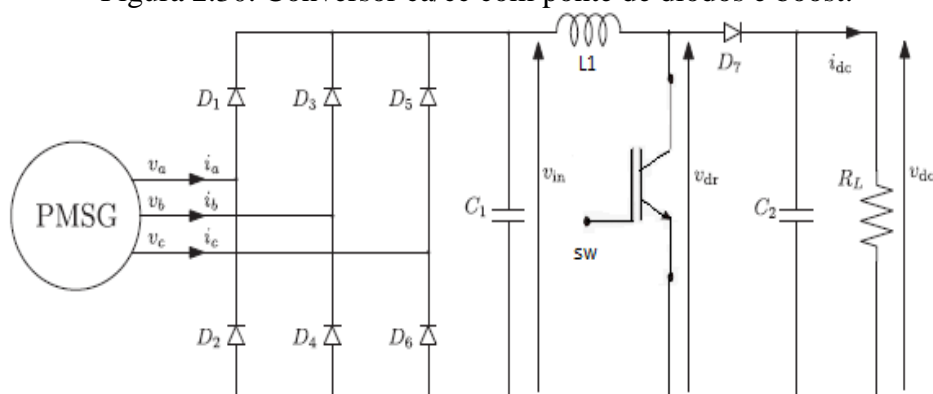 Figura 2.30: Conversor ca/cc com ponte de diodos e boost.
L1
D7
idc
D1
D3
D5
va
ia
vin
vdr
vdc
PMSG
vb
ib
C1
C2
RL
vc
ic
sw
D2
D4
D6